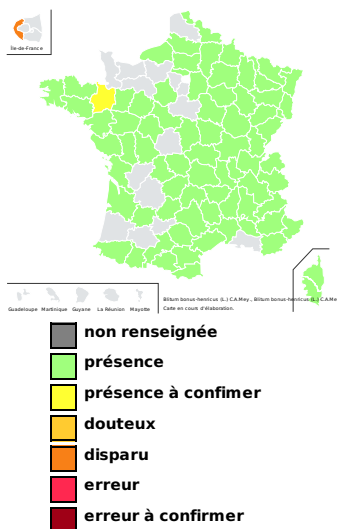 Île-de-France
Guadeloupe Martinique Guyane La Réunion Mayotte
Blitum bonus-henricus (L.) C.A.Mey., Blitum bonus-henricus (L.) C.A.Me
Carte en cours d'élaboration.
non renseignée
présence
présence à confimer
douteux
disparu
erreur
erreur à confirmer